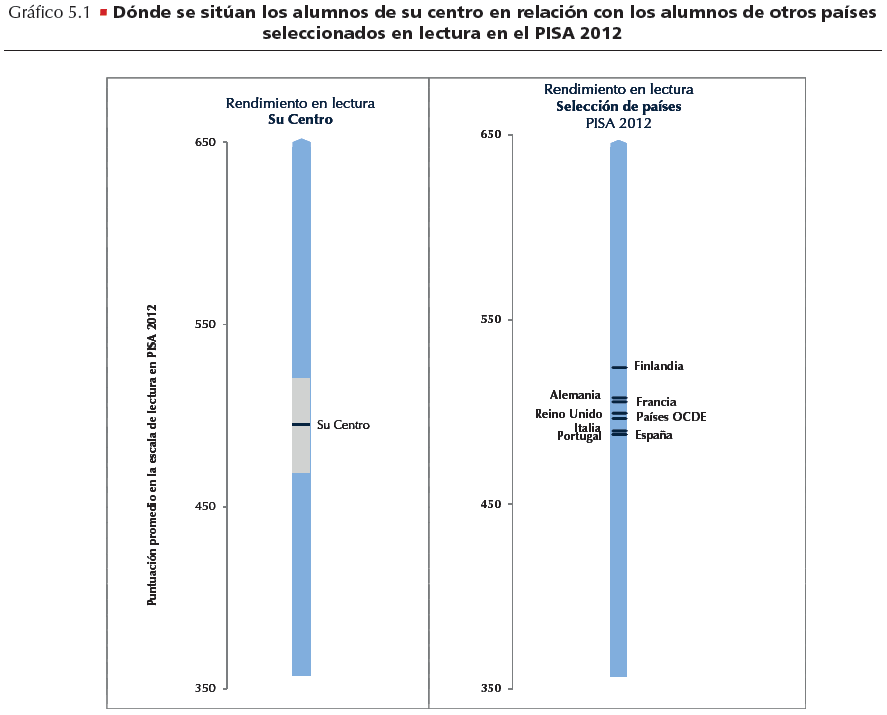 Gráfico 5.1 ▪ Dónde se sitúan los alumnos de su centro en relación con los alumnos de otros países
seleccionados en lectura en el PISA 2012
Rendimiento en lectura
Su Centro
650
550
450
350
Puntuación promedio en la escala de lectura en PISA 2012
Su Centro
Rendimiento en lectura
Selección de países
PISA 2012
650
550
450
350
Finlandia
Alemania
Francia
Reino Unido
Países OCDE
Italia
Portugal
España